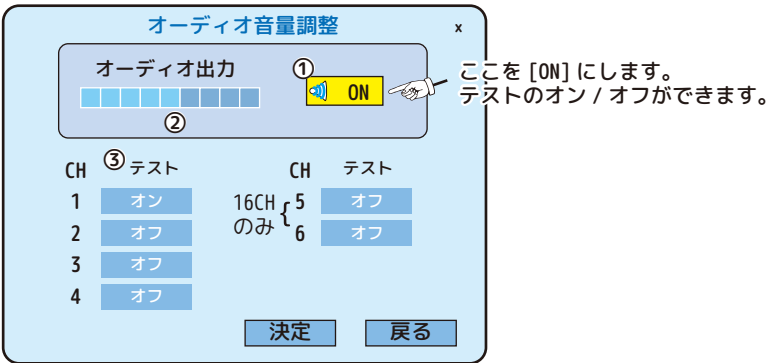 オーディオ音量調整 x
オーディオ出力 ① ON
②
ここを [ON] にします。
テストのオン / オフができます。
CH ③ テスト
1 オン
2 オフ
3 オフ
4 オフ
CH テスト
16CH { 5 オフ
のみ 6 オフ
決定 戻る